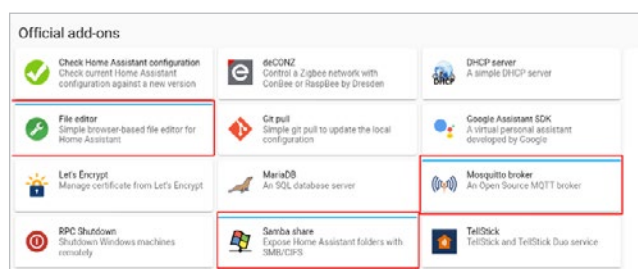 Official add-ons
Check Home Assistant configuration
Check current Home Assistant
configuration against a new version
deCONZ
Control a Zigbee network with
ConBee or RaspBee by Dresden
DHCP server
A simple DHCP server
File editor
Simple browser-based file editor for
Home Assistant
Git pull
Simple git pull to update the local
configuration
Google Assistant SDK
A virtual personal assistant
developed by Google
Let's Encrypt
Manage certificate from Let's Encrypt
MariaDB
An SQL database server
Mosquitto broker
An Open Source MQTT broker
RPC Shutdown
Shutdown Windows machines
remotely
Samba share
Expose Home Assistant folders with
SMB/CIFS
TellStick
TellStick and TellStick Duo service